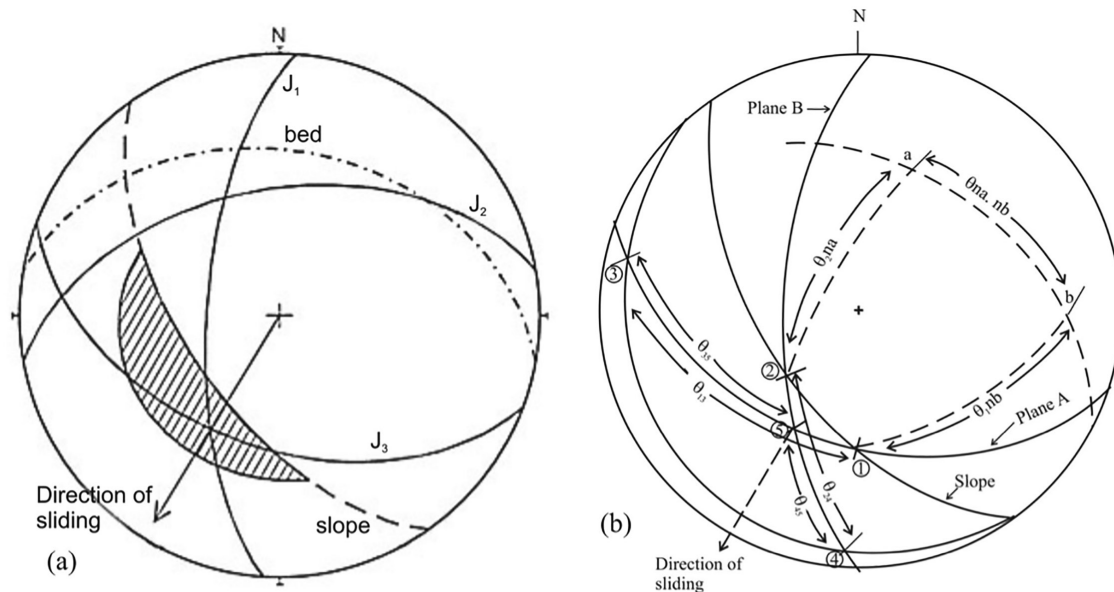 N
J1
bed
J2
J3
Direction of
sliding
slope
(a)
N
Plane B
a
θna. nb
θ2na
b
3
θ35
θ13
2
θ1nb
5
Plane A
1
θ24
Slope
θ45
(b)
4
Direction of
sliding